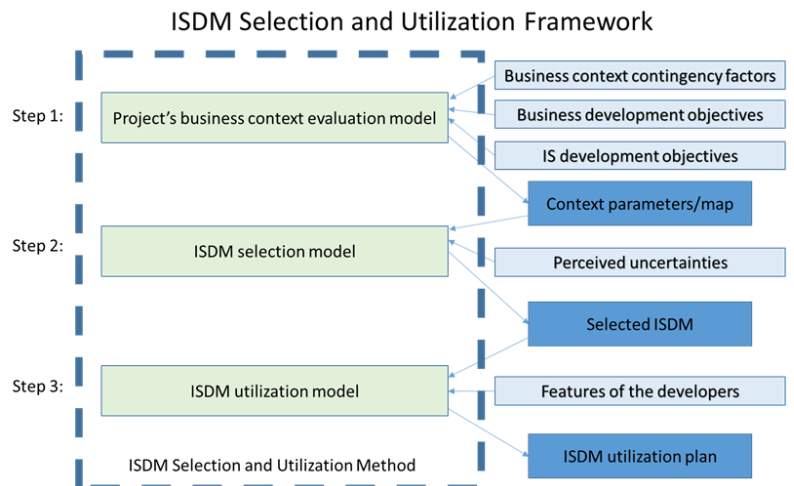 ISDM Selection and Utilization Framework
Business context contingency factors
Step 1:
Project's business context evaluation model
Business development objectives
IS development objectives
Context parameters/map
Step 2:
ISDM selection model
Perceived uncertainties
Selected ISDM
Step 3:
ISDM utilization model
Features of the developers
ISDM utilization plan
ISDM Selection and Utilization Method